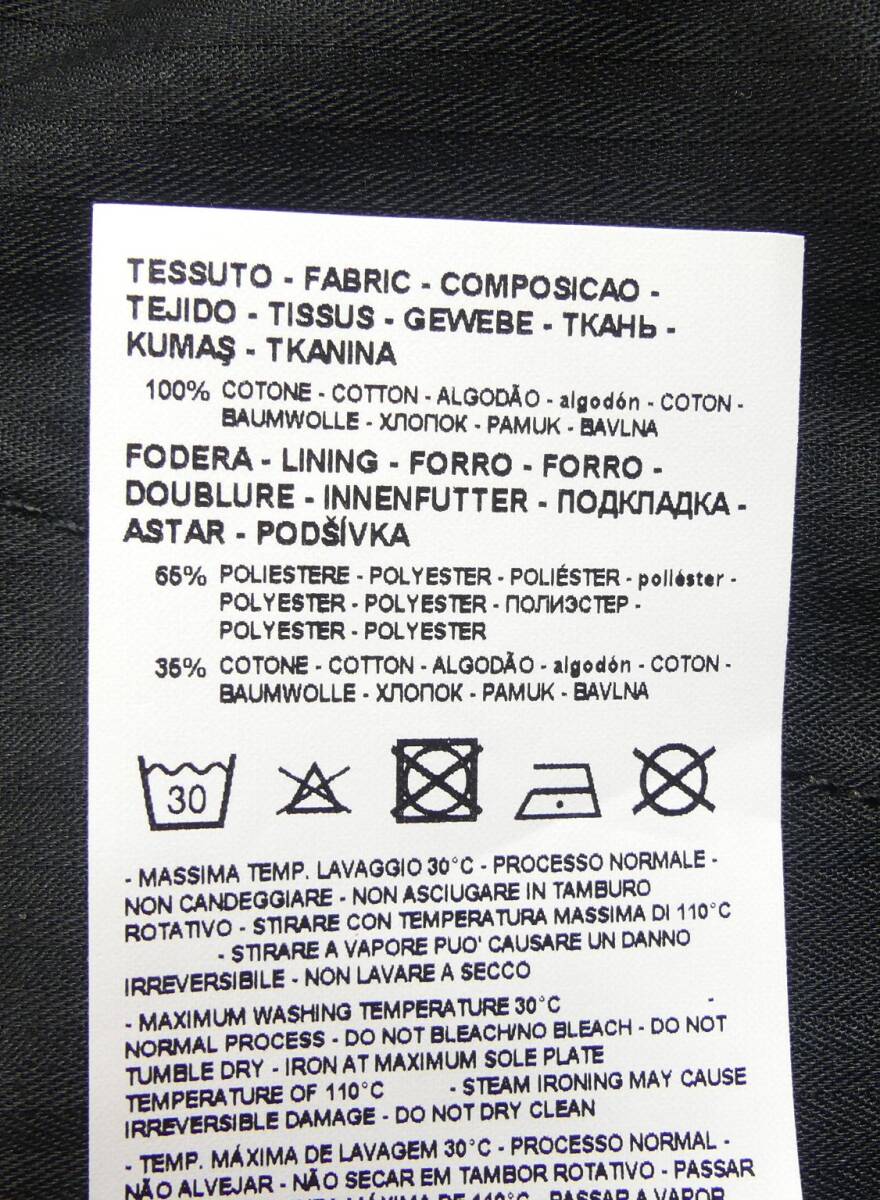 TESSUTO - FABRIC - COMPOSICAO -
TEJIDO - TISSUS - GEWEBE - ТКАНЬ -
KUMAŞ - TKANINA
100% COTONE - COTTON - ALGODÃO - algodón - COTON -
BAUMWOLLE - ХЛОПОК - PAMUK - BAVLNA
FODERA - LINING - FORRO - FORRO -
DOUBLURE - INNENFUTTER - ПОДКЛАДКА -
ASTAR - PODŠÍVKA
65% POLIESTERE - POLYESTER - POLIÉSTER - poliéster -
POLYESTER - POLYESTER - ПОЛИЭСТЕР -
POLYESTER - POLYESTER
35% COTONE - COTTON - ALGODÃO - algodón - COTON -
BAUMWOLLE - ХЛОПОК - PAMUK - BAVLNA
30
- MASSIMA TEMP. LAVAGGIO 30°C - PROCESSO NORMALE -
NON CANDEGGIARE - NON ASCIUGARE IN TAMBURO
ROTATIVO - STIRARE CON TEMPERATURA MASSIMA DI 110°C
- STIRARE A VAPORE PUO' CAUSARE UN DANNO
IRREVERSIBILE - NON LAVARE A SECCO
- MAXIMUM WASHING TEMPERATURE 30°C -
NORMAL PROCESS - DO NOT BLEACH/NO BLEACH - DO NOT
TUMBLE DRY - IRON AT MAXIMUM SOLE PLATE
TEMPERATURE OF 110°C - STEAM IRONING MAY CAUSE
IRREVERSIBLE DAMAGE - DO NOT DRY CLEAN
- TEMP. MÁXIMA DE LAVAGEM 30°C - PROCESSO NORMAL -
NÃO ALVEJAR - NÃO SECAR EM TAMBOR ROTATIVO - PASSAR
MÁXIMA DE 110°C - PASSAR A VAPOR